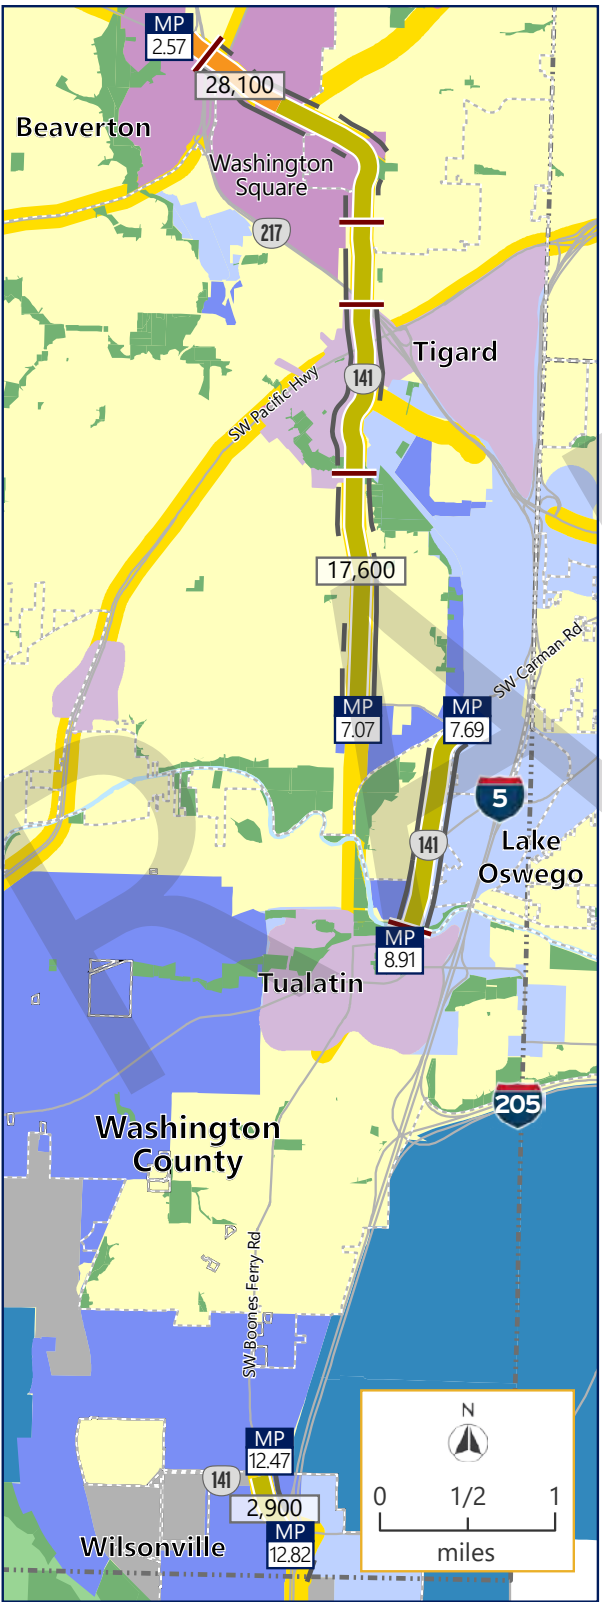 MP
2.57
28,100
Beaverton
Washington
Square
217
Tigard
141
SW Pacific Hwy
17,600
SW Carman Rd
MP
7.07
MP
7.69
5
141
Lake
Oswego
MP
8.91
Tualatin
205
Washington
County
SW Boones Ferry Rd
N
0 1/2 1
miles
MP
12.47
141
2,900
MP
12.82
Wilsonville